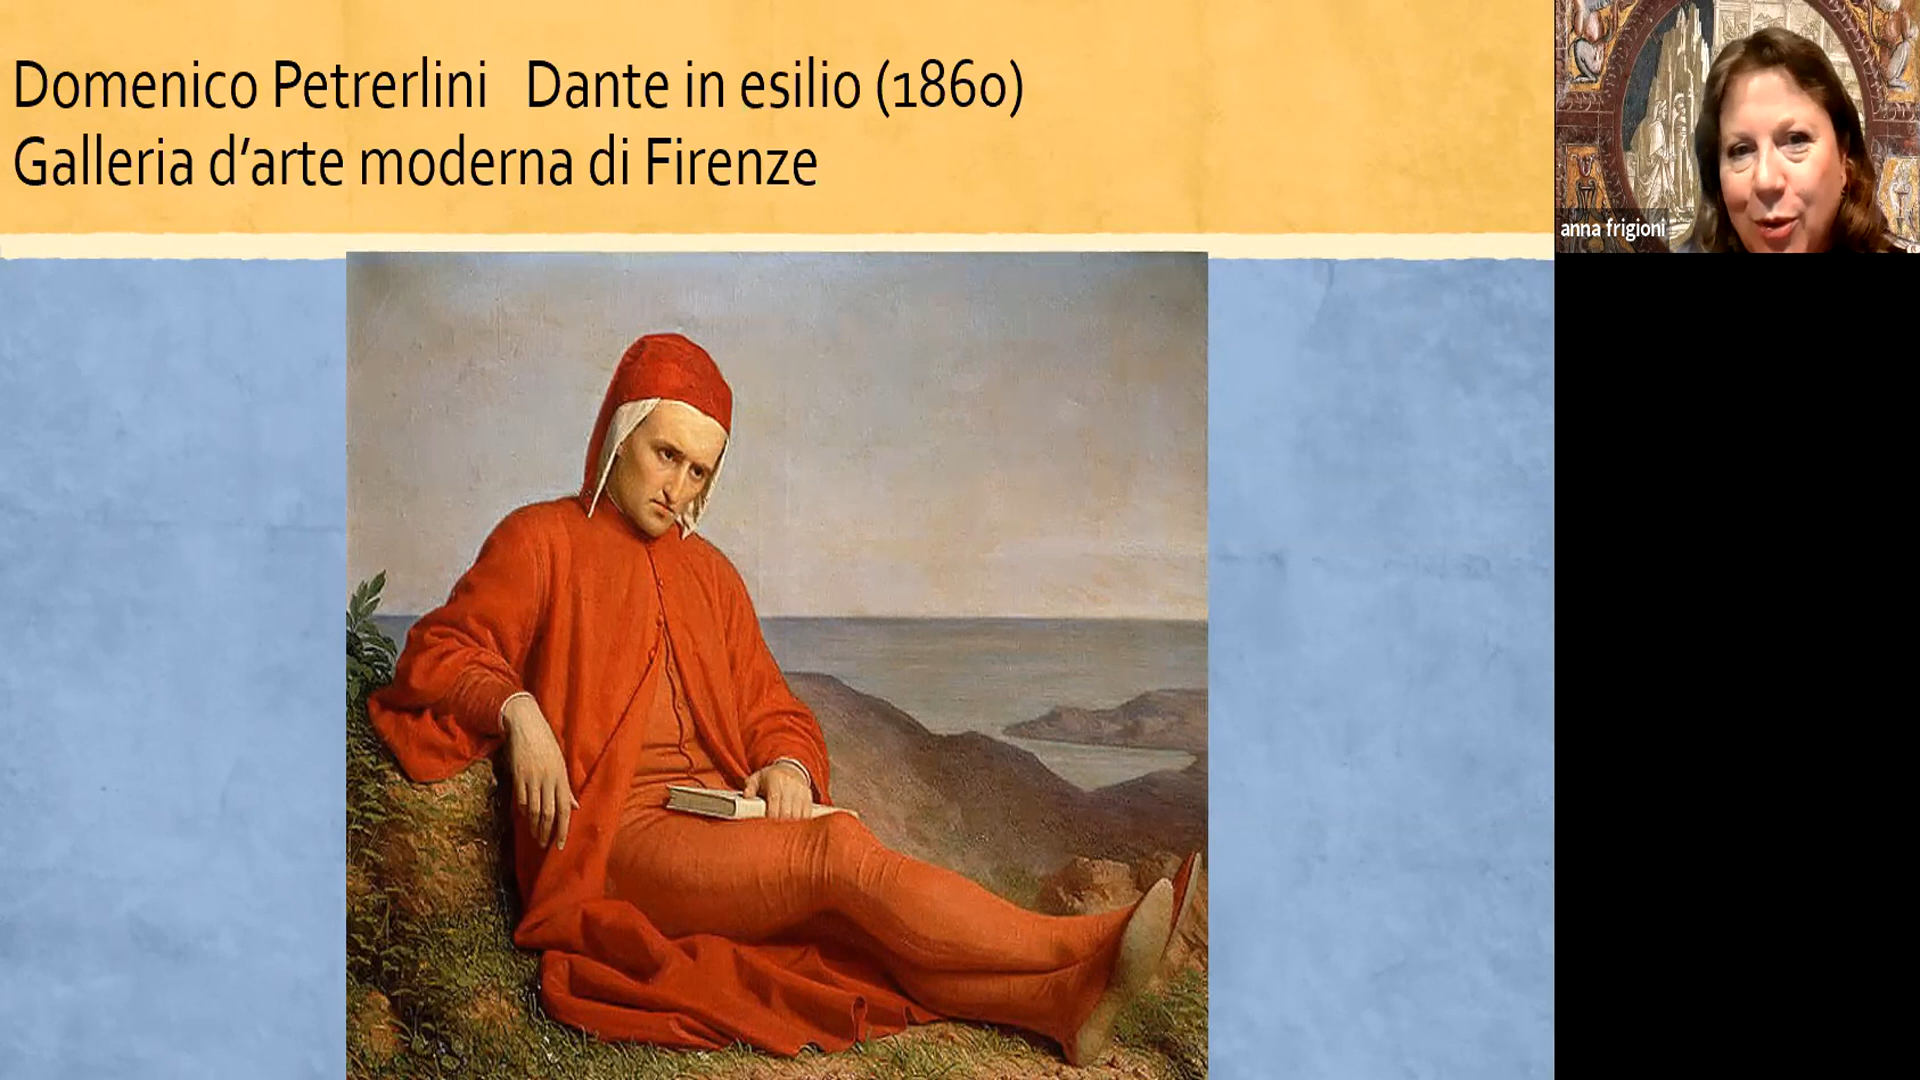 Domenico Petrerlini Dante in esilio (1860)
Galleria d’arte moderna di Firenze
anna frigioni